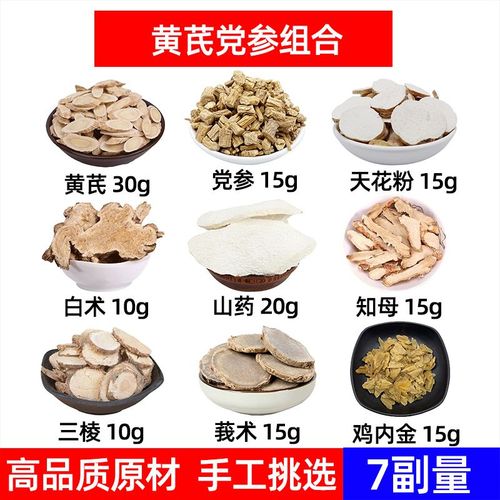 黄芪党参组合
黄芪 30g
党参 15g
天花粉 15g
白术 10g
山药 20g
知母 15g
三棱 10g
莪术 15g
鸡内金 15g
高品质原材 手工挑选 7副量